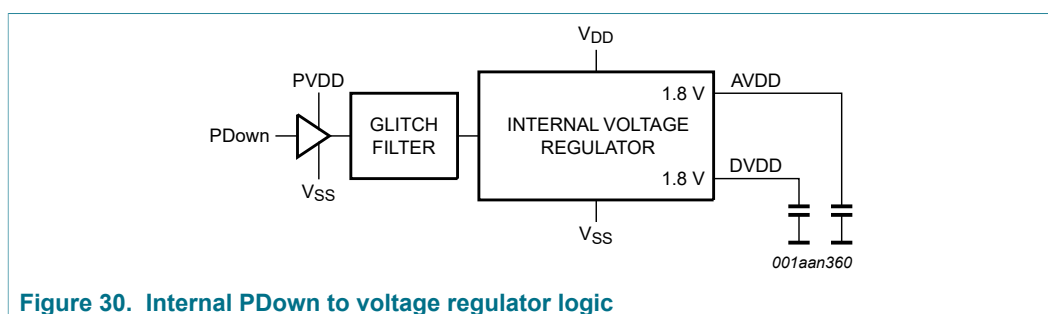 VDD
PVDD
1.8 V
AVDD
PDown
GLITCH
FILTER
INTERNAL VOLTAGE
REGULATOR
1.8 V
DVDD
VSS
VSS
001aan360
Figure 30. Internal PDown to voltage regulator logic